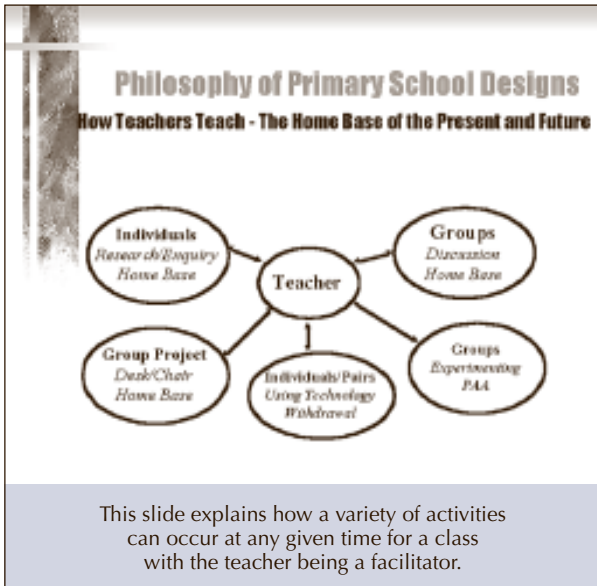 Philosophy of Primary School Designs
How Teachers Teach - The Home Base of the Present and Future
Individuals
Research/Enquiry
Home Base
Groups
Discussion
Home Base
Teacher
Group Project
Desk/Chair
Home Base
Individuals/Pairs
Using Technology
Withdrawal
Groups
Experimenting
PAA
This slide explains how a variety of activities
can occur at any given time for a class
with the teacher being a facilitator.